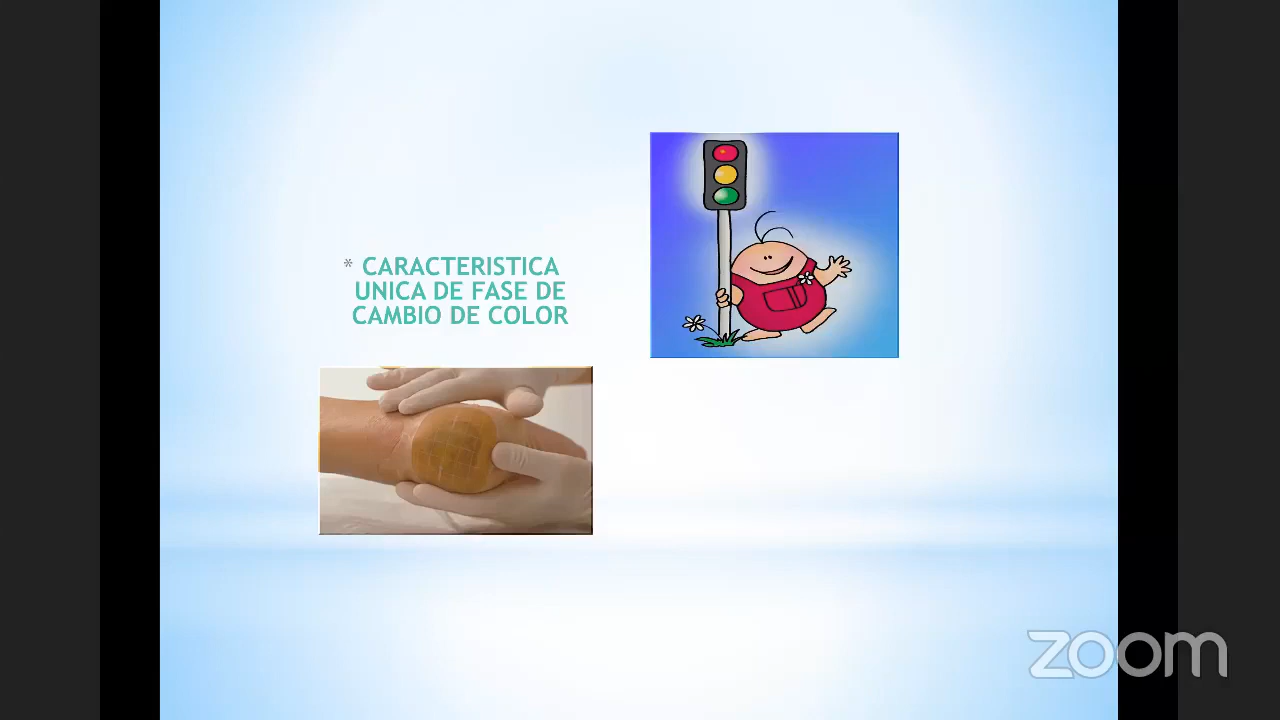 * CARACTERISTICA
UNICA DE FASE DE
CAMBIO DE COLOR
zoom